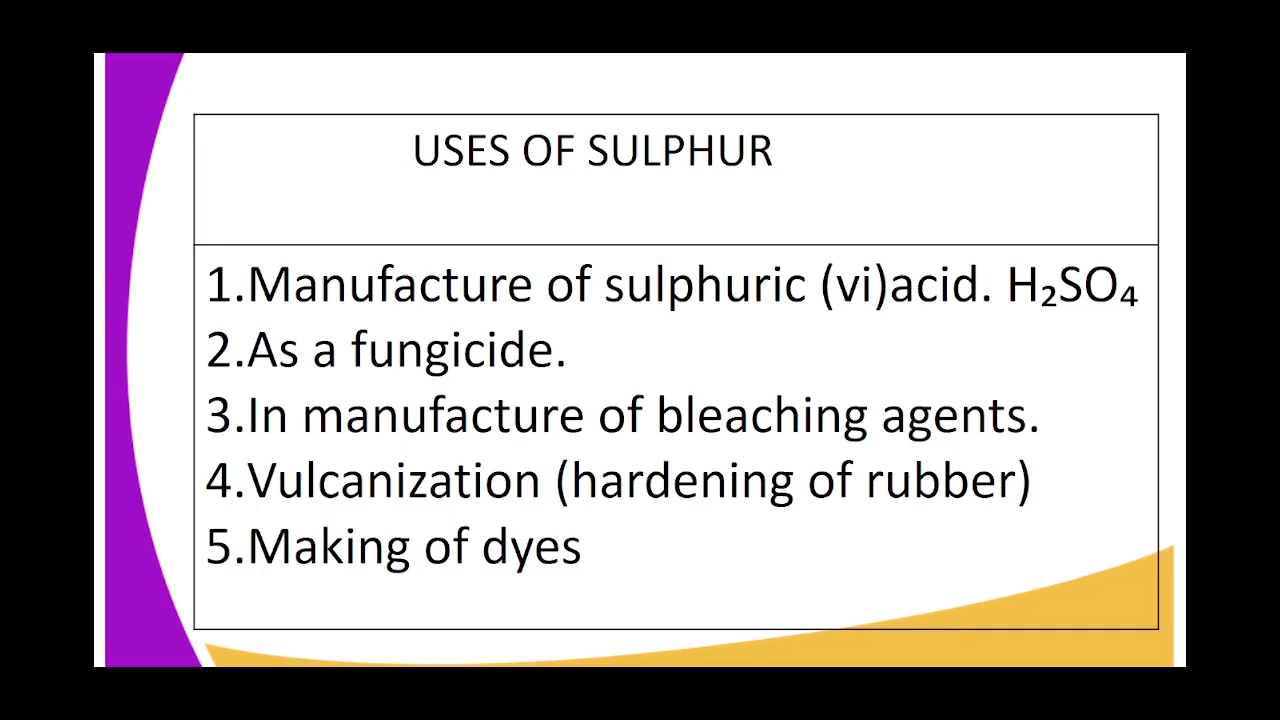 USES OF SULPHUR
1.Manufacture of sulphuric (vi)acid. H₂SO₄
2.As a fungicide.
3.In manufacture of bleaching agents.
4.Vulcanization (hardening of rubber)
5.Making of dyes